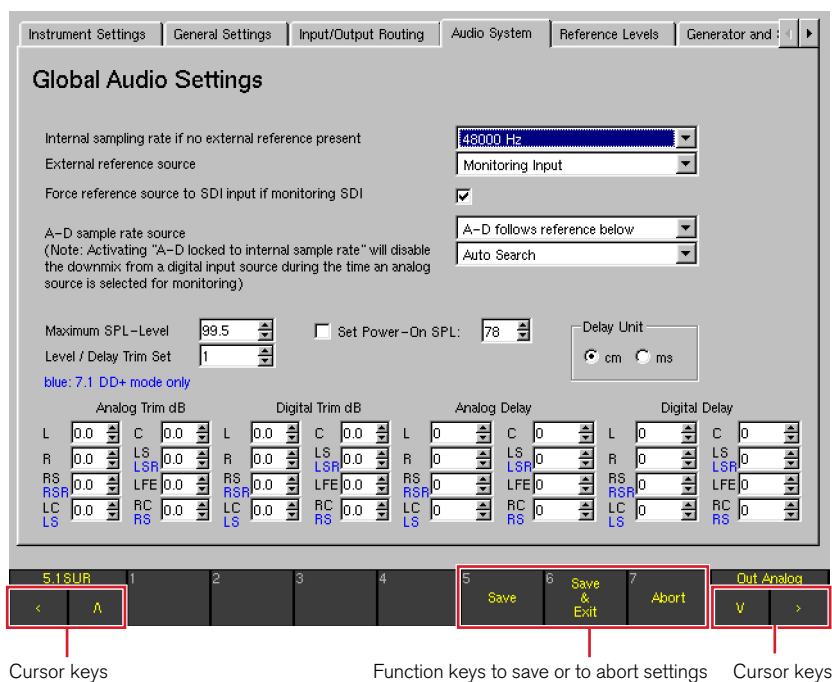 Instrument Settings General Settings Input/Output Routing Audio System Reference Levels Generator and
Global Audio Settings
Internal sampling rate if no external reference present 48000 Hz
External reference source Monitoring Input
Force reference source to SDI input if monitoring SDI
A-D sample rate source A-D follows reference below
(Note: Activating "A-D locked to internal sample rate" will disable
the downmix from a digital input source during the time an analog
source is selected for monitoring)
Auto Search
Maximum SPL-Level 99.5 Set Power-On SPL: 78 Delay Unit
Level / Delay Trim Set 1 cm ms
blue: 7.1 DD+ mode only
Analog Trim dB Digital Trim dB Analog Delay Digital Delay
L 0.0 C 0.0 L 0.0 C 0.0 L 0 C 0 L 0 C 0
R 0.0 LS LSR 0.0 R 0.0 LS LSR 0.0 R 0 LS LSR 0 R 0 LS LSR 0
RS RSR 0.0 LFE 0.0 RS RSR 0.0 LFE 0.0 RS RSR 0 LFE 0 RS RSR 0 LFE 0
LC LS 0.0 RC RS 0.0 LC LS 0.0 RC RS 0.0 LC LS 0 RC RS 0 LC LS 0 RC RS 0
5.1SUR 1 2 3 4 5 6 7 Out Analog
< ʌ Save Save & Exit Abort v >
Cursor keys Function keys to save or to abort settings Cursor keys